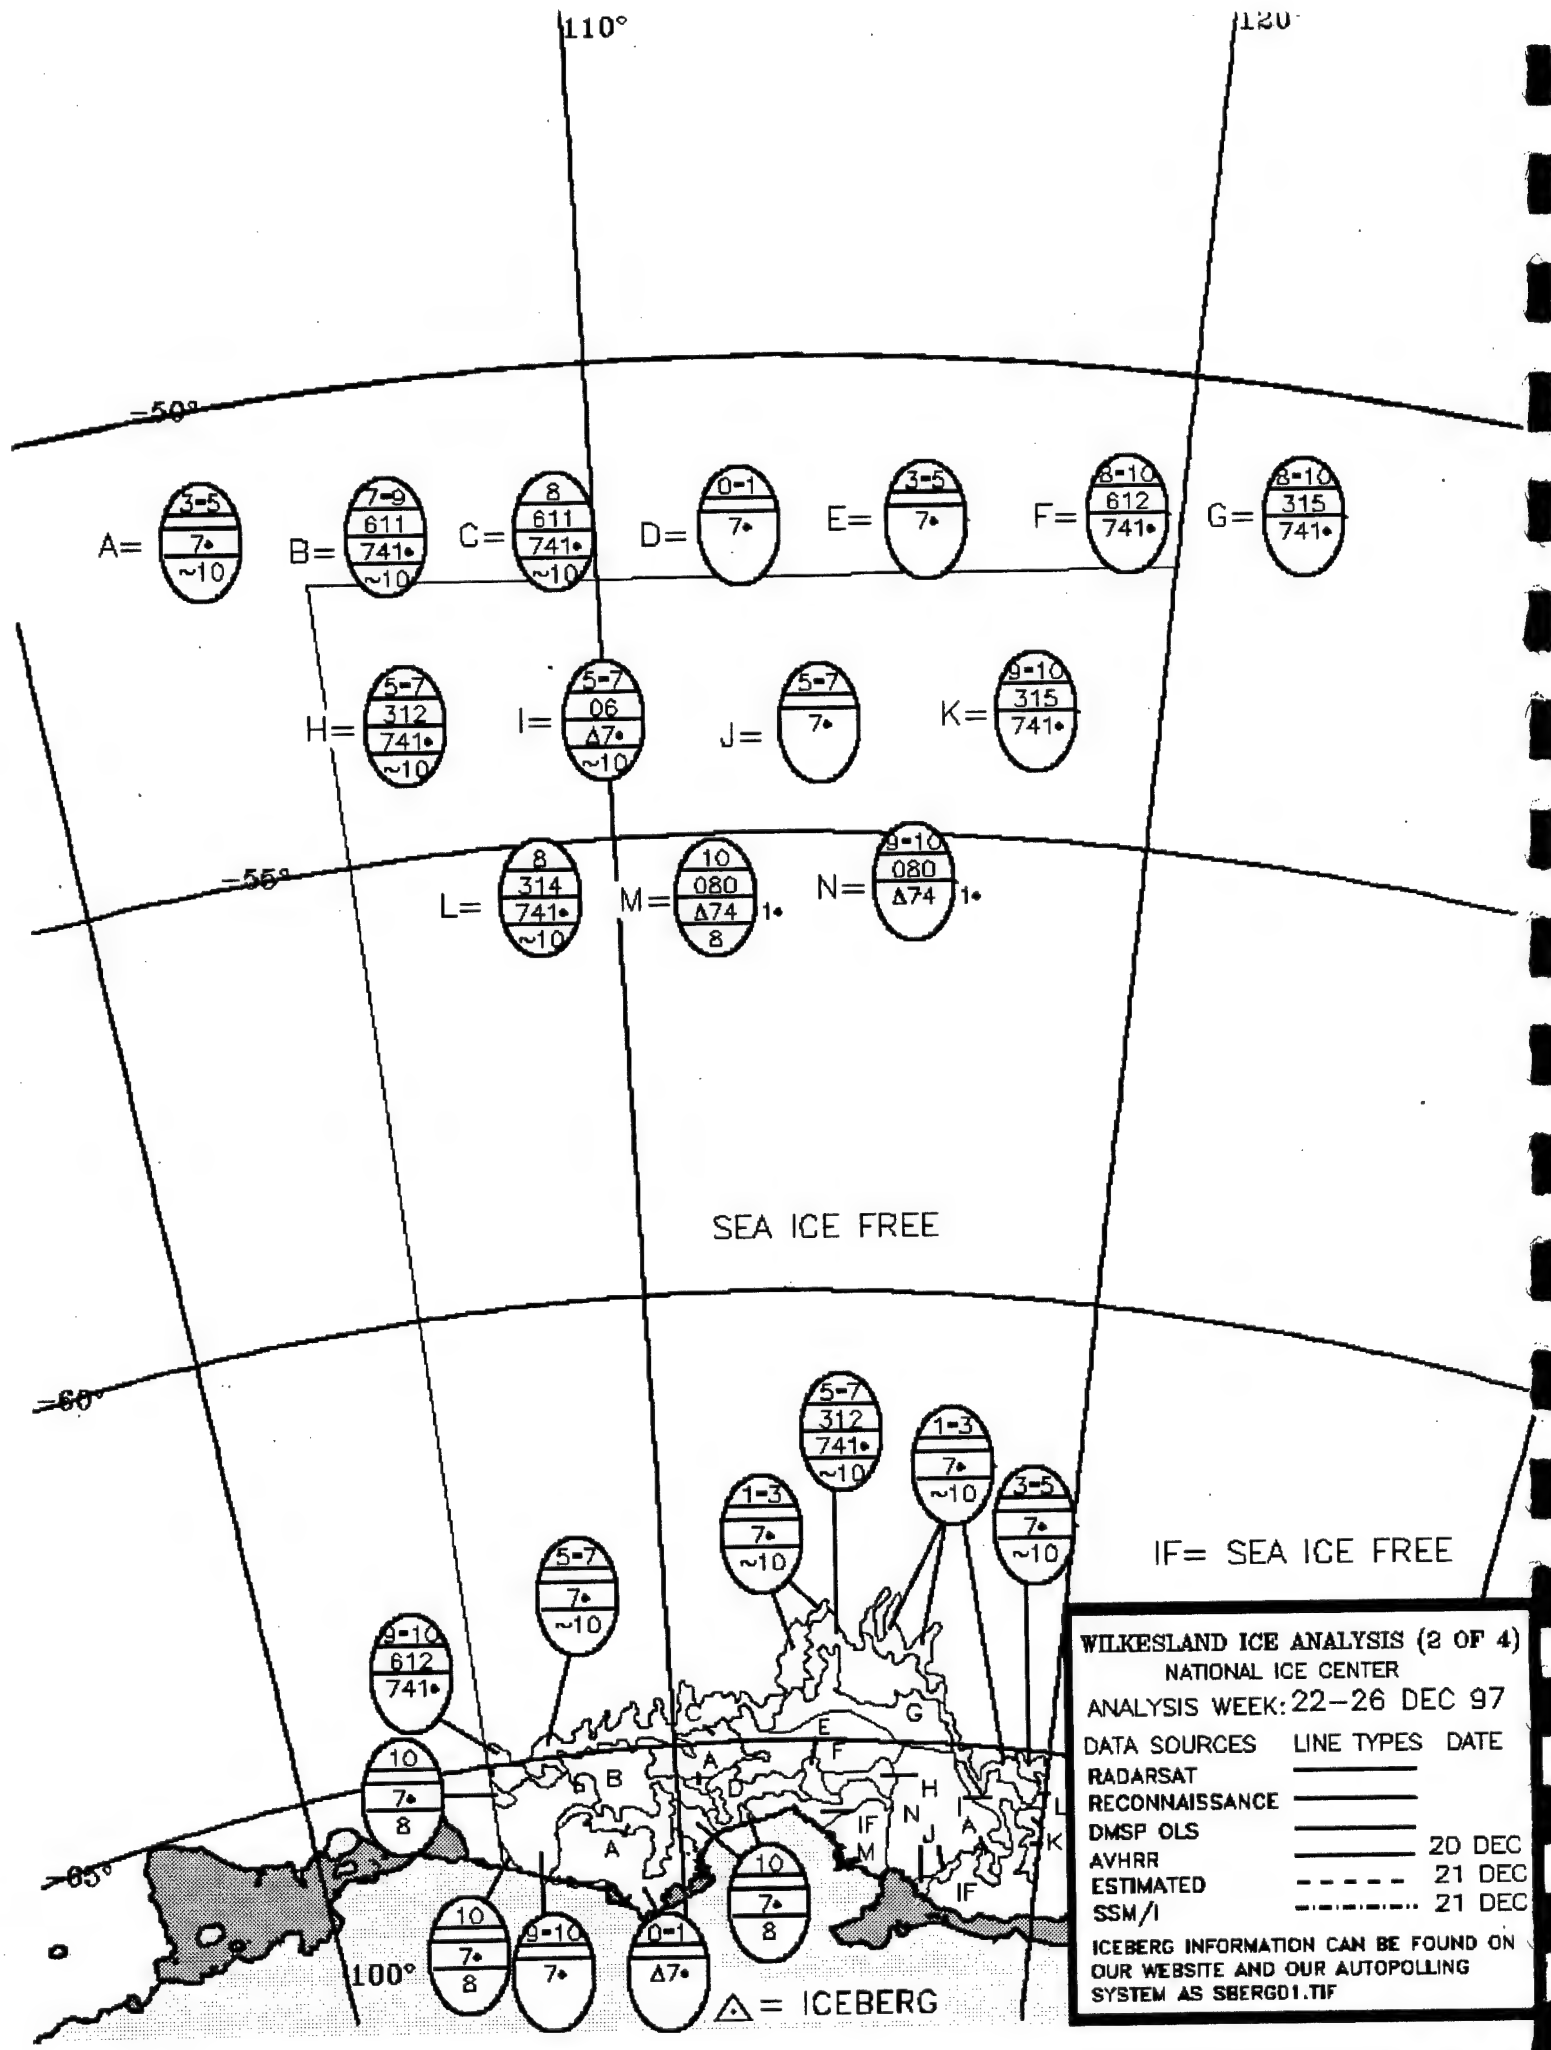 110°
120
-50°
A=
3-5
7•
~10
B=
7-9
611
741•
~10
C=
8
611
741•
~10
D=
0-1
7•
E=
3-5
7•
F=
8-10
612
741•
G=
8-10
315
741•
H=
5-7
312
741•
~10
I=
5-7
06
Δ7•
~10
J=
5-7
7•
K=
9-10
315
741•
-55°
L=
8
314
741•
~10
M=
10
080
Δ74 1•
8
N=
9-10
080
Δ74 1•
SEA ICE FREE
-60°
5-7
312
741•
~10
1-3
7•
~10
1-3
7•
~10
3-5
7•
~10
5-7
7•
~10
9-10
612
741•
10
7•
8
IF= SEA ICE FREE
C
G
E
A
F
B
D
H
IF
N
I
A
L
M
J
K
A
IF
-65°
100°
10
7•
8
9-10
7•
0-1
Δ7•
10
7•
8
△ = ICEBERG
WILKESLAND ICE ANALYSIS (2 OF 4)
NATIONAL ICE CENTER
ANALYSIS WEEK: 22-26 DEC 97
DATA SOURCES LINE TYPES DATE
RADARSAT
RECONNAISSANCE
DMSP OLS
AVHRR 20 DEC
ESTIMATED 21 DEC
SSM/I 21 DEC
ICEBERG INFORMATION CAN BE FOUND ON
OUR WEBSITE AND OUR AUTOPOLLING
SYSTEM AS SBERG01.TIF